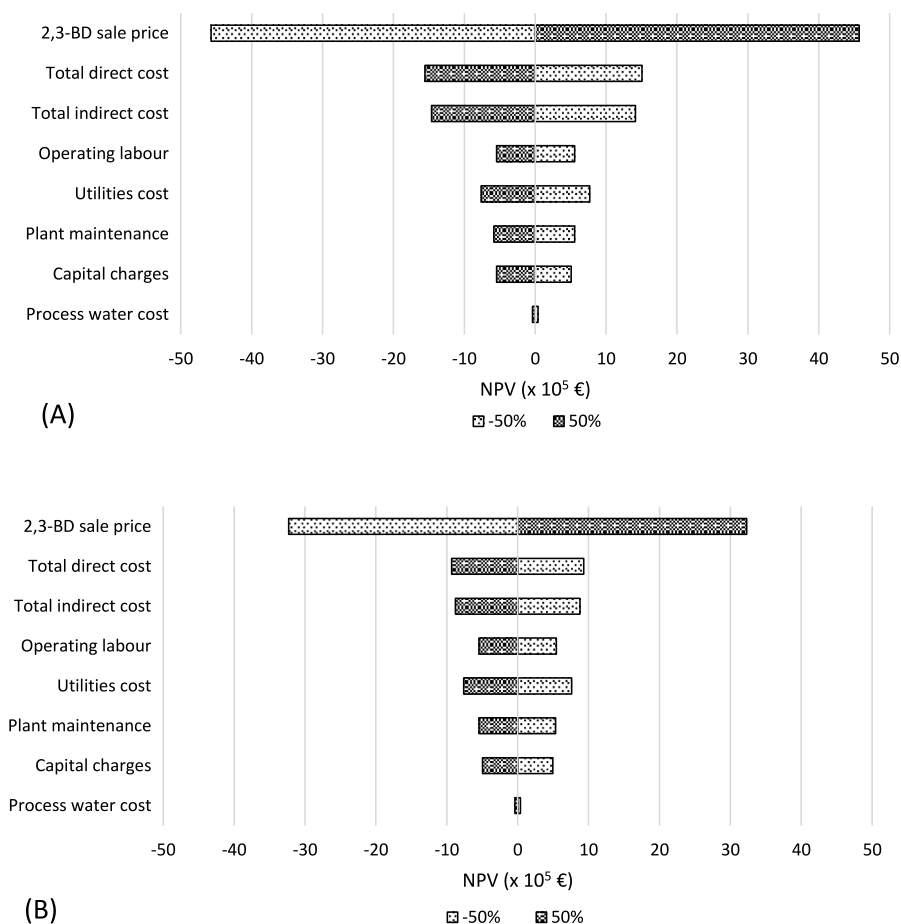 2,3-BD sale price
Total direct cost
Total indirect cost
Operating labour
Utilities cost
Plant maintenance
Capital charges
Process water cost
-50 -40 -30 -20 -10 0 10 20 30 40 50
NPV (x 10⁵ €)
(A)
-50% 50%
2,3-BD sale price
Total direct cost
Total indirect cost
Operating labour
Utilities cost
Plant maintenance
Capital charges
Process water cost
-50 -40 -30 -20 -10 0 10 20 30 40 50
NPV (x 10⁵ €)
(B)
-50% 50%